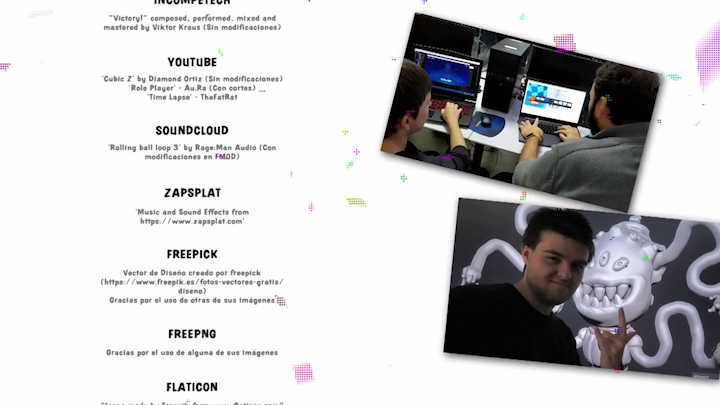 INCOMPETECH
"Victory!" composed, performed, mixed and
mastered by Viktor Kraus (Sin modificaciones)
YOUTUBE
'Cubic Z' by Diamond Ortiz (Sin modificaciones)
'Role Player' - Au.Ra (Con cortes)
'Time Lapse' - TheFatRat
SOUNDCLOUD
'Rolling ball loop 3' by Rage:Man Audio (Con
modificaciones en FMOD)
ZAPSPLAT
'Music and Sound Effects from
https://www.zapsplat.com'
FREEPICK
Vector de Diseño creado por freepick
(https://www.freepik.es/fotos-vectores-gratis/
diseno)
Gracias por el uso de otras de sus imágenes
FREEPNG
Gracias por el uso de alguna de sus imágenes
FLATICON